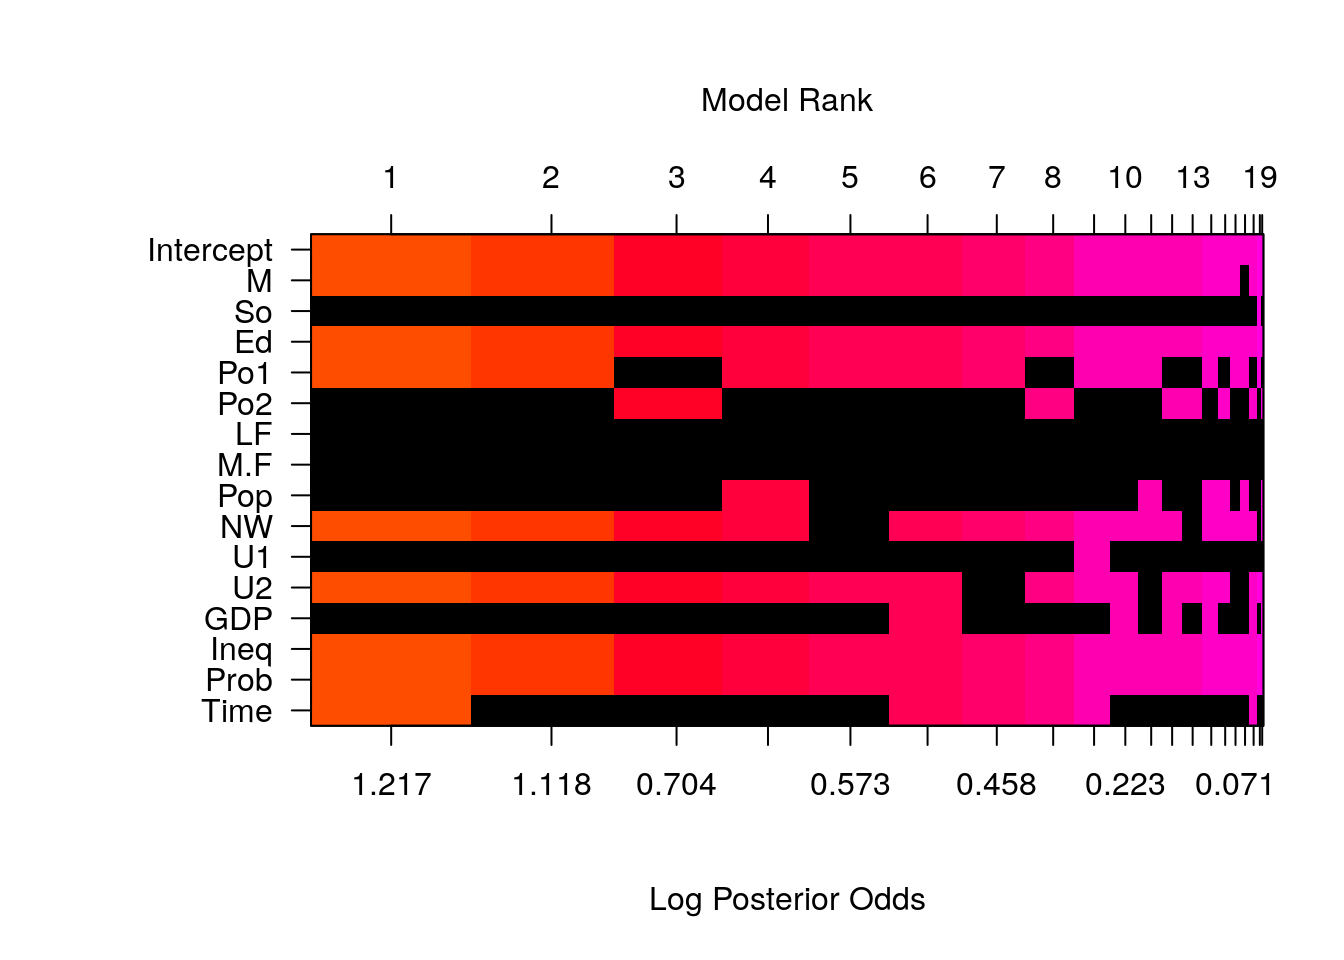 Model Rank
1 2 3 4 5 6 7 8 10 13 19
Intercept
M
So
Ed
Po1
Po2
LF
M.F
Pop
NW
U1
U2
GDP
Ineq
Prob
Time
1.217 1.118 0.704 0.573 0.458 0.223 0.071
Log Posterior Odds